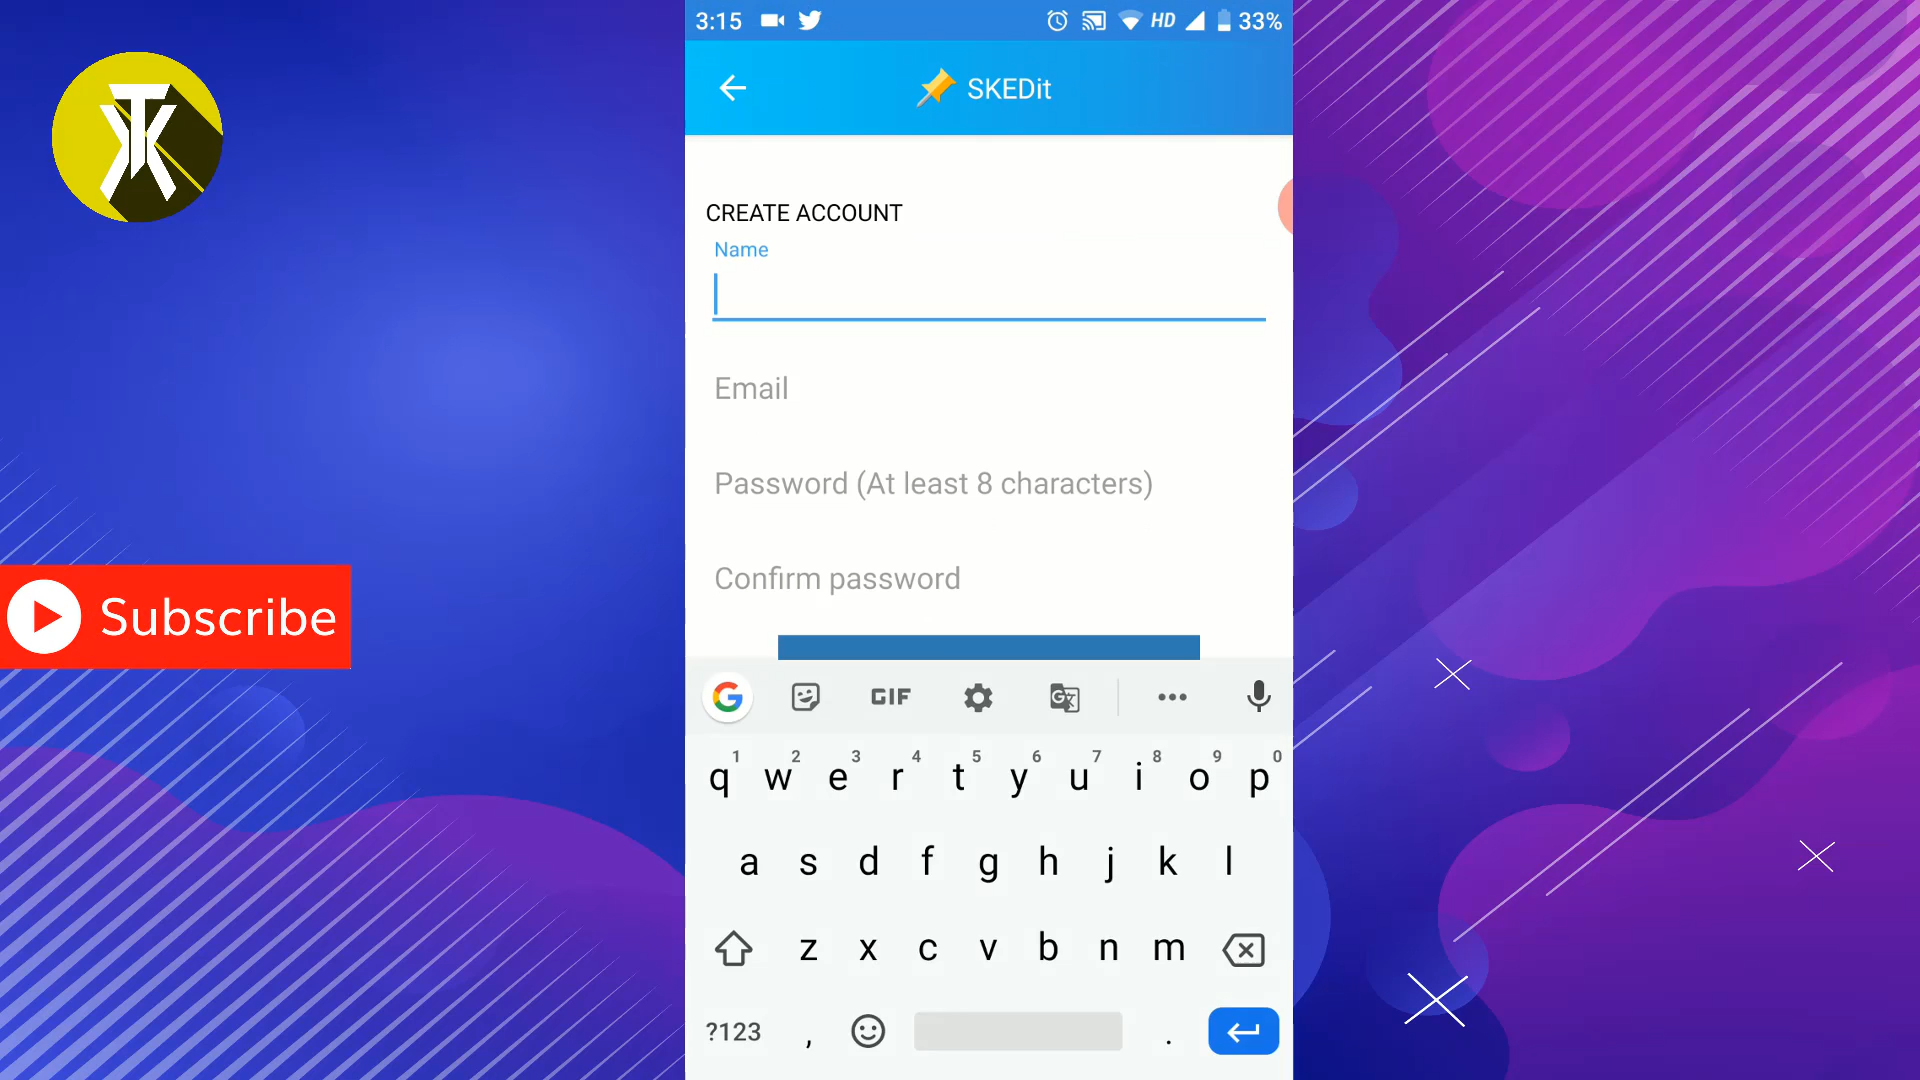 3:15 HD 33%
SKEDit
TK
CREATE ACCOUNT
Name
Email
Password (At least 8 characters)
Confirm password
Subscribe
G GIF G
1 2 3 4 5 6 7 8 9 0
q w e r t y u i o p
a s d f g h j k l
z x c v b n m
?123 , .